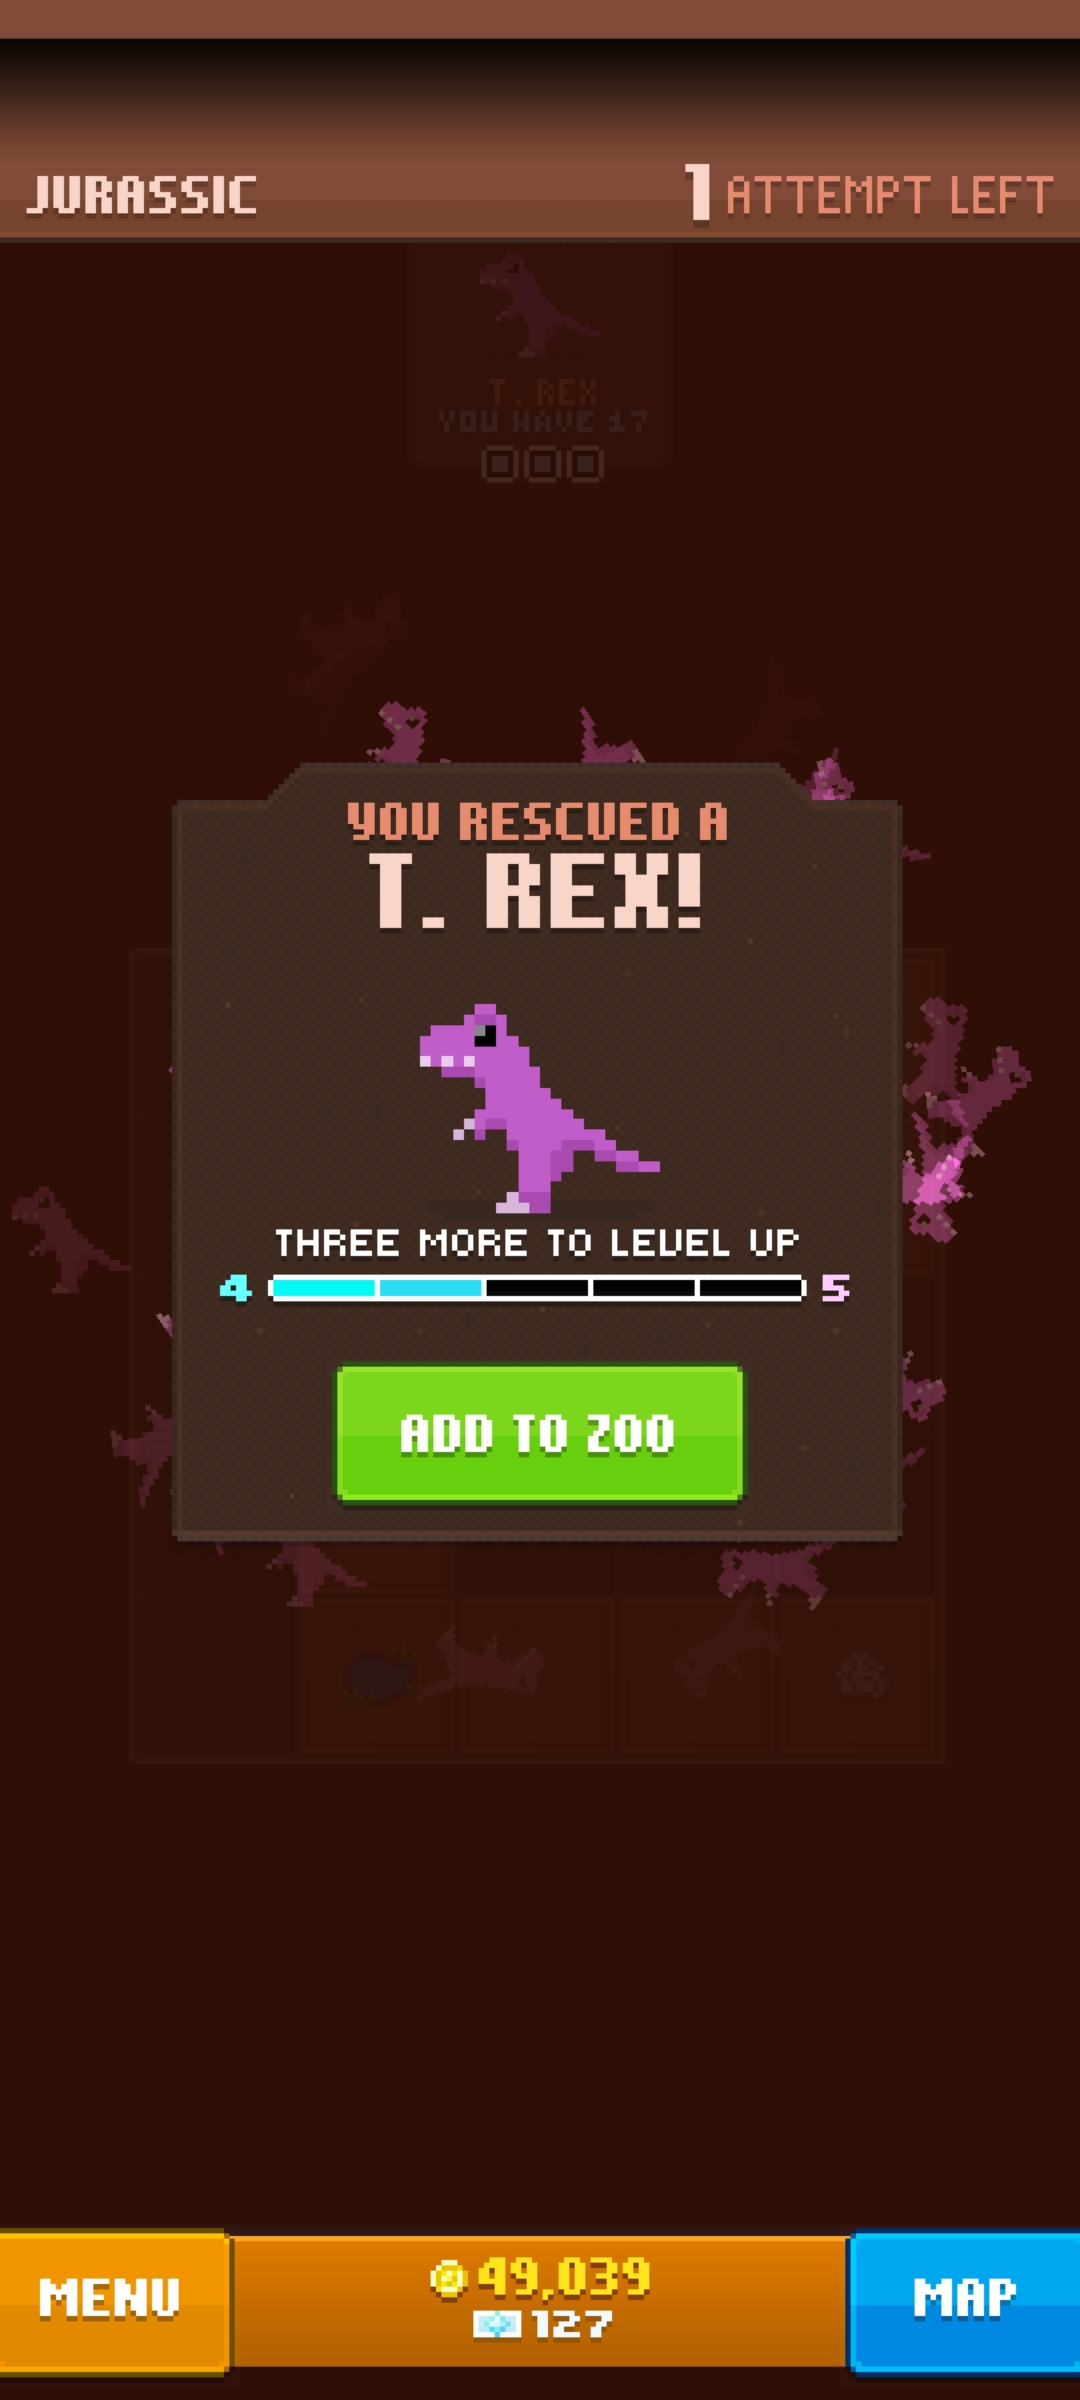 JURASSIC
1 ATTEMPT LEFT
T. REX
YOU HAVE 17
YOU RESCUED A
T. REX!
THREE MORE TO LEVEL UP
4 5
ADD TO ZOO
MENU
49,039
127
MAP